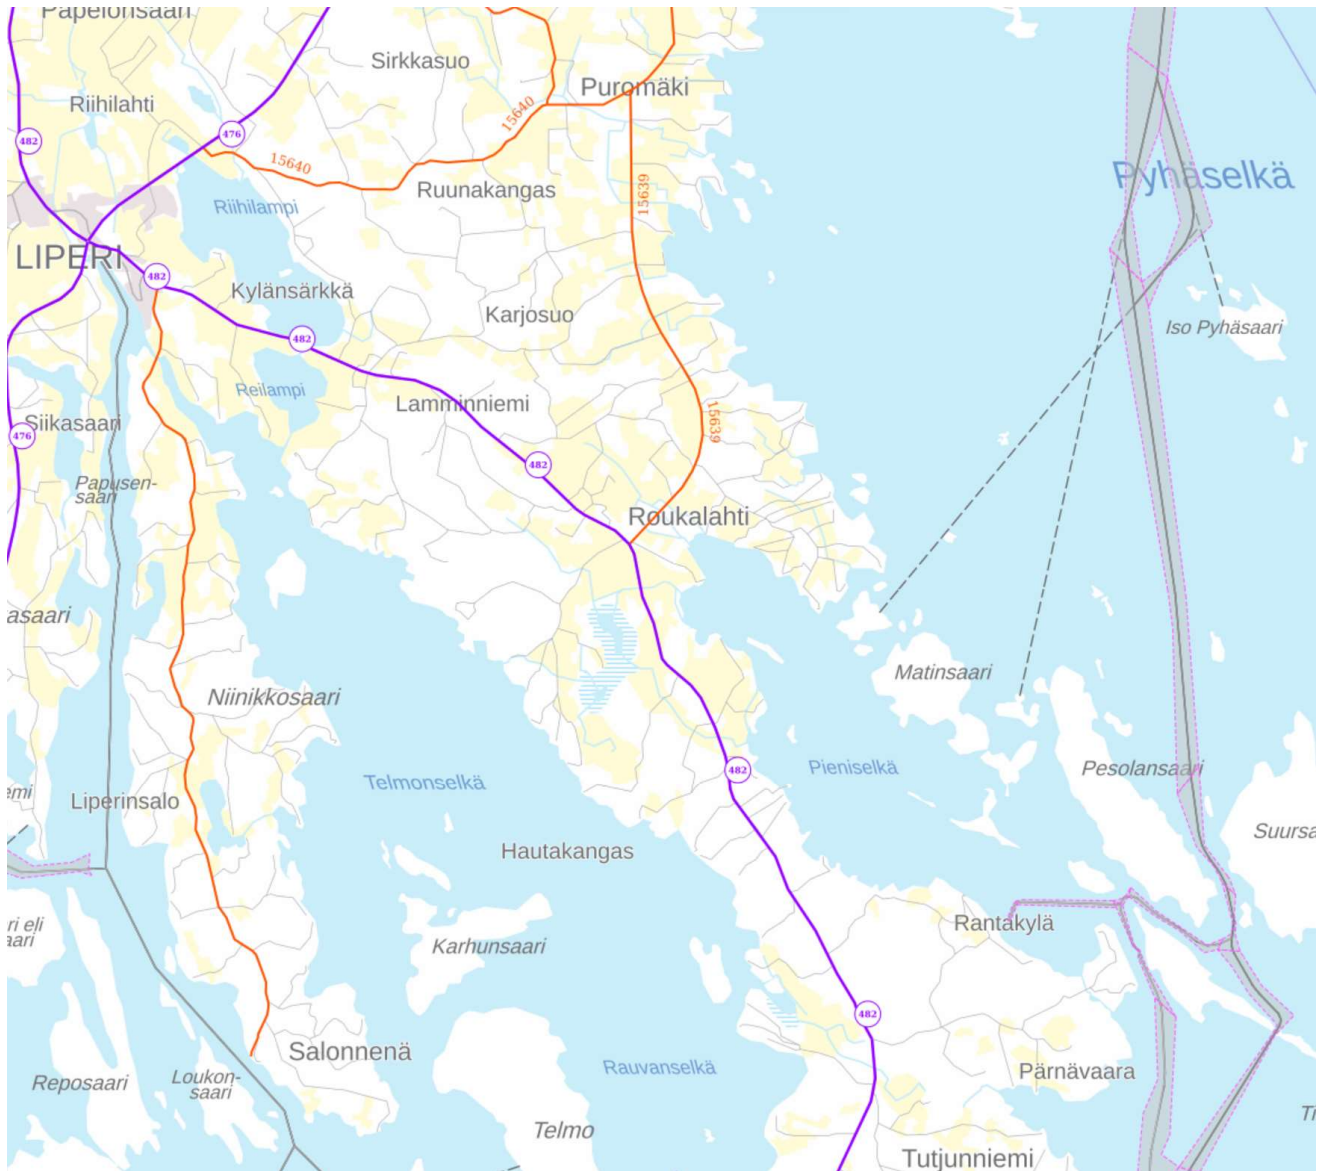 Papelonsaari
Sirkkasuo
Puromäki
Riihilahti
15640
482
476
15640
Pyhäselkä
Ruunakangas
15639
Riihilampi
LIPERI
482
Kylänsärkkä
Karjosuo
Iso Pyhäsaari
482
Reilampi
Lamminniemi
15639
Siikasaari
476
482
Papusen-
saari
Roukalahti
asaari
Matinsaari
Niinikkosaari
Pieniselkä
Pesolansaari
482
Telmonselkä
emi
Liperinsalo
Suursa
Hautakangas
ri eli
aari
Rantakylä
Karhunsaari
482
Salonnenä
Rauvanselkä
Pärnävaara
Reposaari
Loukon-
saari
Telmo
Ti
Tutjunniemi